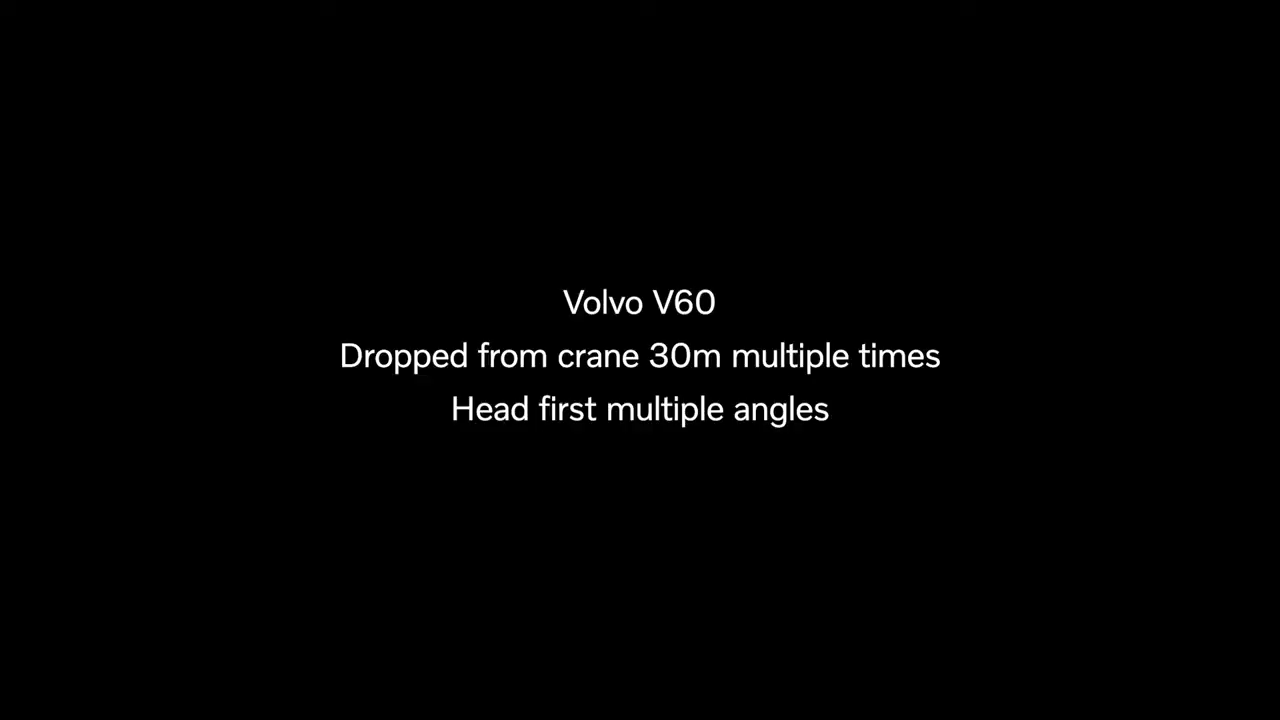 Volvo V60
Dropped from crane 30m multiple times
Head first multiple angles